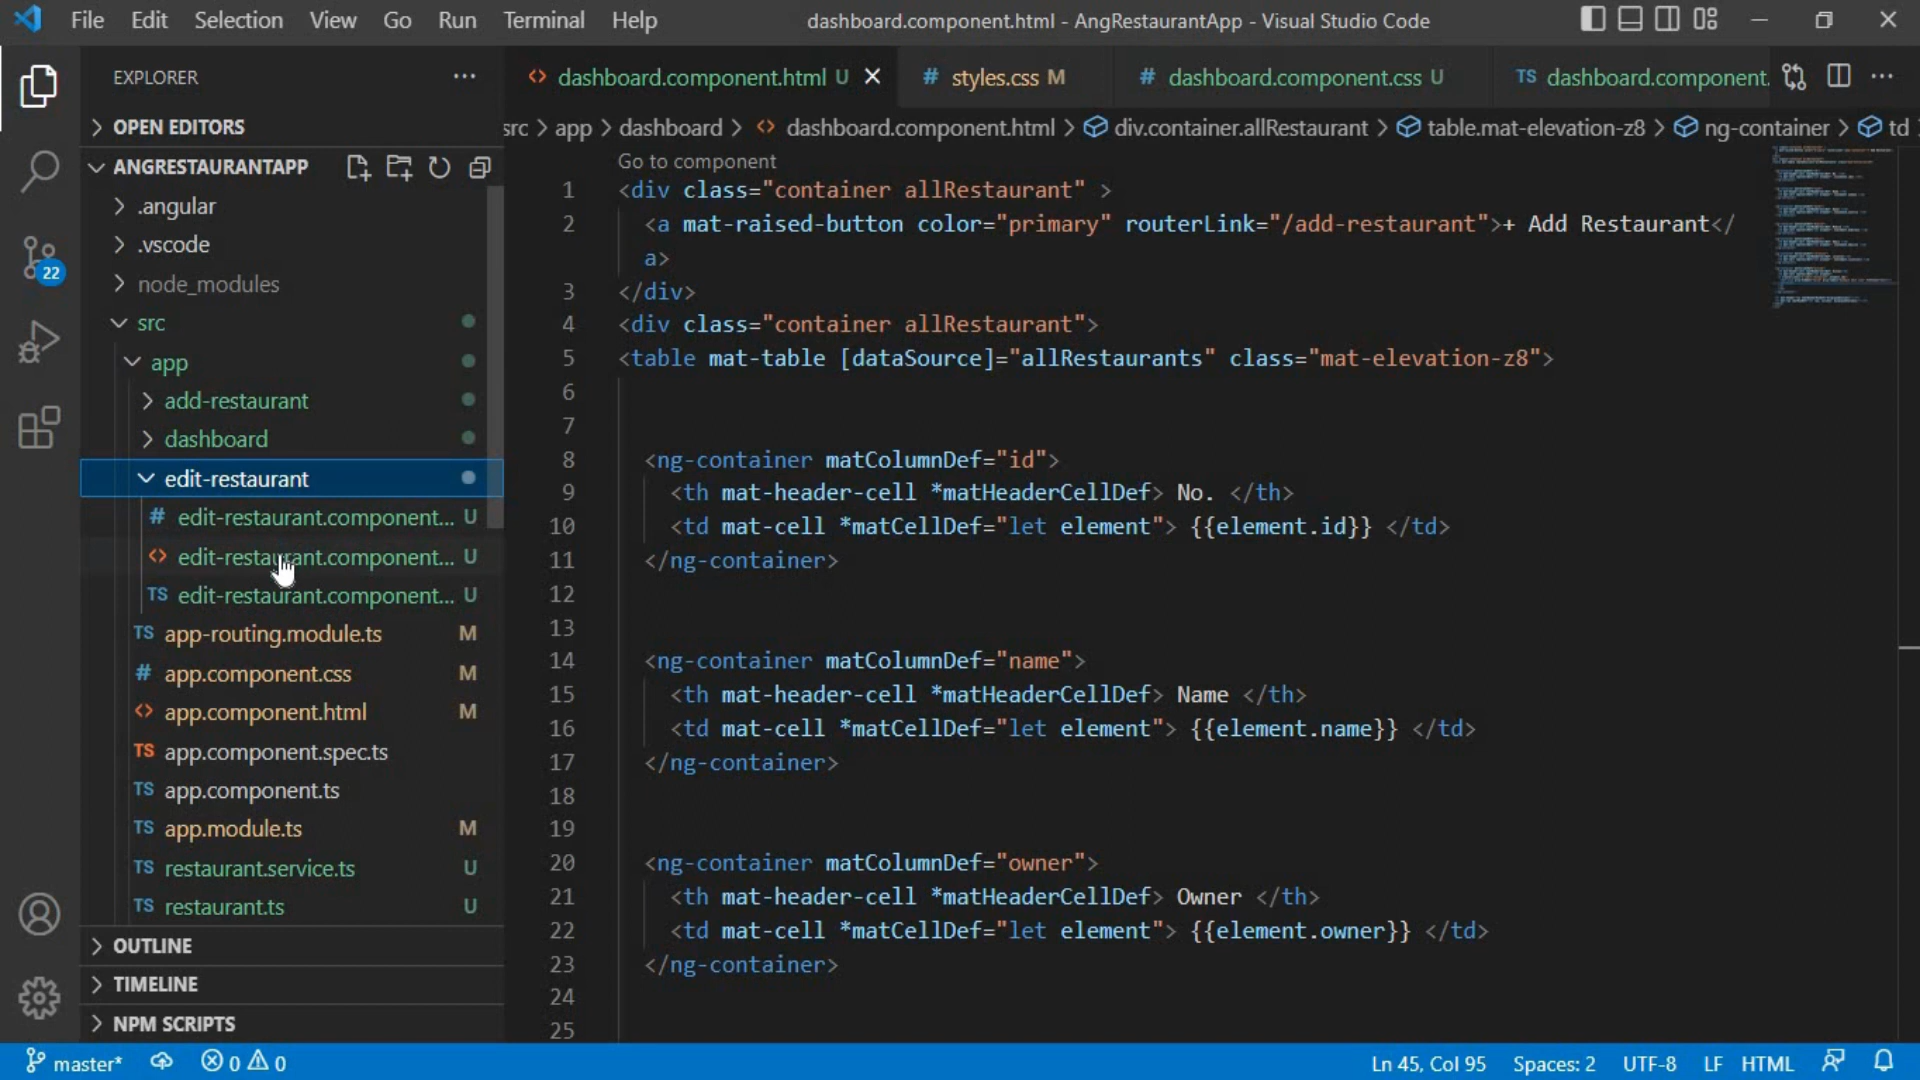 File Edit Selection View Go Run Terminal Help
dashboard.component.html - AngRestaurantApp - Visual Studio Code
EXPLORER
OPEN EDITORS
ANGRESTAURANTAPP
.angular
.vscode
node_modules
src
app
add-restaurant
dashboard
edit-restaurant
# edit-restaurant.component... U
<> edit-restaurant.component... U
TS edit-restaurant.component... U
TS app-routing.module.ts M
# app.component.css M
<> app.component.html M
TS app.component.spec.ts
TS app.component.ts
TS app.module.ts M
TS restaurant.service.ts U
TS restaurant.ts U
OUTLINE
TIMELINE
NPM SCRIPTS
22
<> dashboard.component.html U
# styles.css M
# dashboard.component.css U
TS dashboard.component.
src > app > dashboard > <> dashboard.component.html > div.container.allRestaurant > table.mat-elevation-z8 > ng-container > td
Go to component
1 <div class="container allRestaurant" >
2 <a mat-raised-button color="primary" routerLink="/add-restaurant">+ Add Restaurant</
a>
3 </div>
4 <div class="container allRestaurant">
5 <table mat-table [dataSource]="allRestaurants" class="mat-elevation-z8">
6
7
8 <ng-container matColumnDef="id">
9 <th mat-header-cell *matHeaderCellDef> No. </th>
10 <td mat-cell *matCellDef="let element"> {{element.id}} </td>
11 </ng-container>
12
13
14 <ng-container matColumnDef="name">
15 <th mat-header-cell *matHeaderCellDef> Name </th>
16 <td mat-cell *matCellDef="let element"> {{element.name}} </td>
17 </ng-container>
18
19
20 <ng-container matColumnDef="owner">
21 <th mat-header-cell *matHeaderCellDef> Owner </th>
22 <td mat-cell *matCellDef="let element"> {{element.owner}} </td>
23 </ng-container>
24
25
master* 0 0
Ln 45, Col 95 Spaces: 2 UTF-8 LF HTML